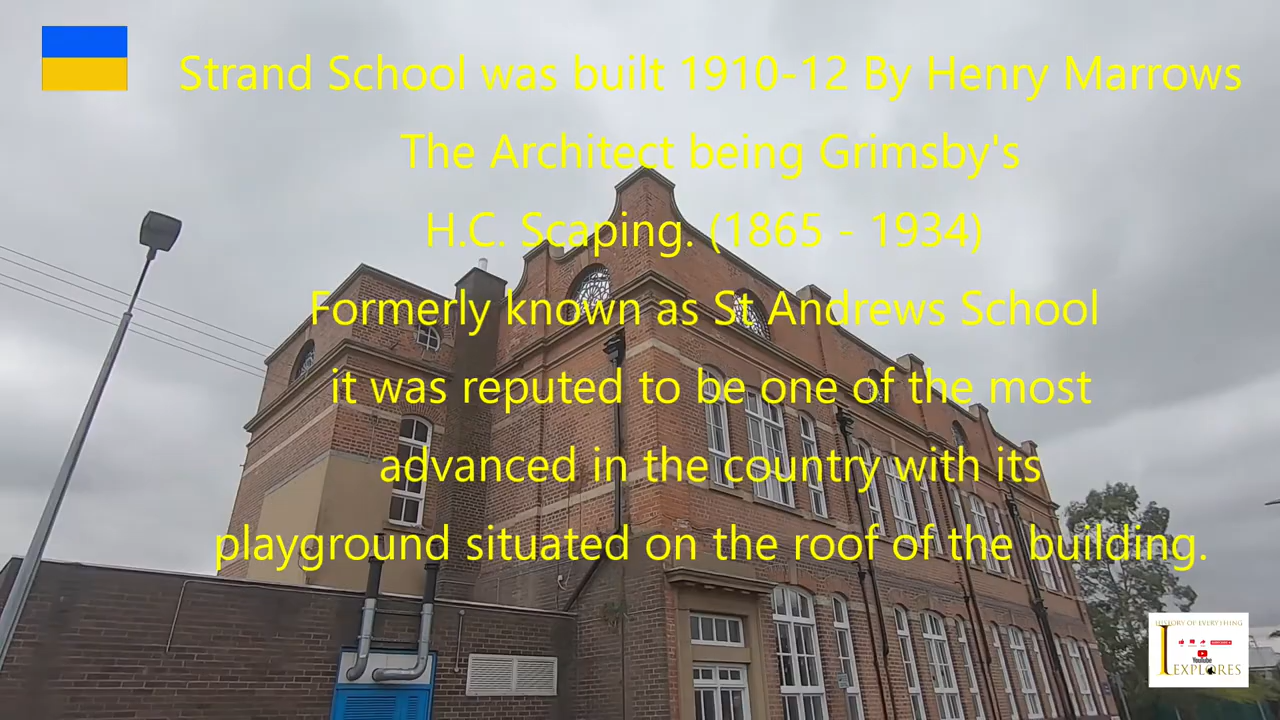 Strand School was built 1910-12 By Henry Marrows
The Architect being Grimsby's
H.C. Scaping. (1865 - 1934)
Formerly known as St Andrews School
it was reputed to be one of the most
advanced in the country with its
playground situated on the roof of the building.
HISTORY OF EVERYTHING
YouTube
I EXPLORES